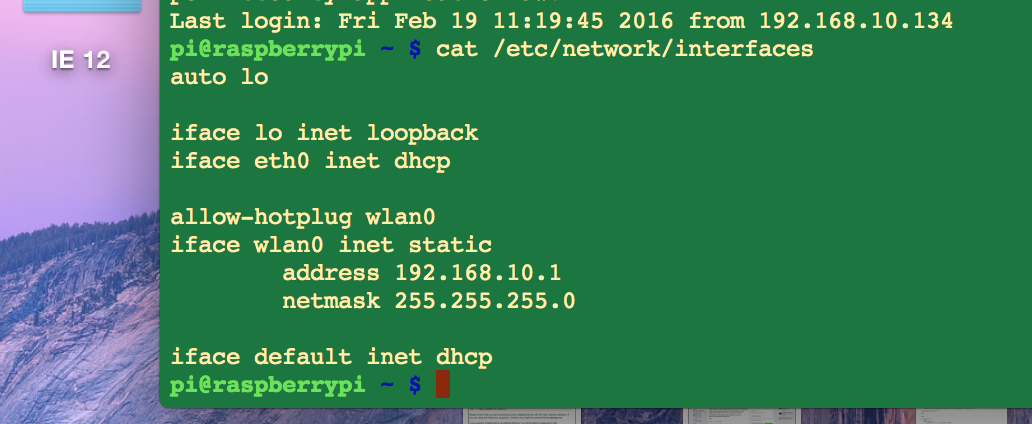 Last login: Fri Feb 19 11:19:45 2016 from 192.168.10.134
IE 12
pi@raspberrypi ~ $ cat /etc/network/interfaces
auto lo
iface lo inet loopback
iface eth0 inet dhcp
allow-hotplug wlan0
iface wlan0 inet static
address 192.168.10.1
netmask 255.255.255.0
iface default inet dhcp
pi@raspberrypi ~ $